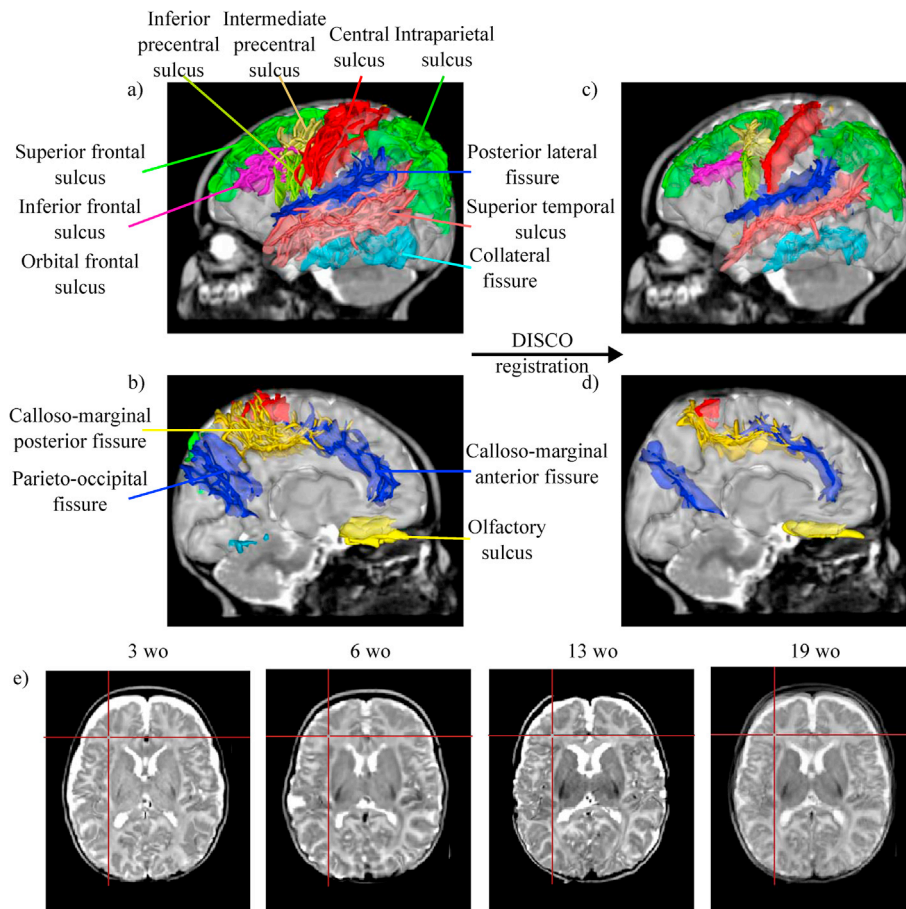 Inferior
precentral
sulcus
Intermediate
precentral
sulcus
Central
sulcus
Intraparietal
sulcus
a)
c)
Superior frontal
sulcus
Inferior frontal
sulcus
Orbital frontal
sulcus
Posterior lateral
fissure
Superior temporal
sulcus
Collateral
fissure
DISCO
registration
b)
d)
Calloso-marginal
posterior fissure
Parieto-occipital
fissure
Calloso-marginal
anterior fissure
Olfactory
sulcus
e)
3 wo
6 wo
13 wo
19 wo